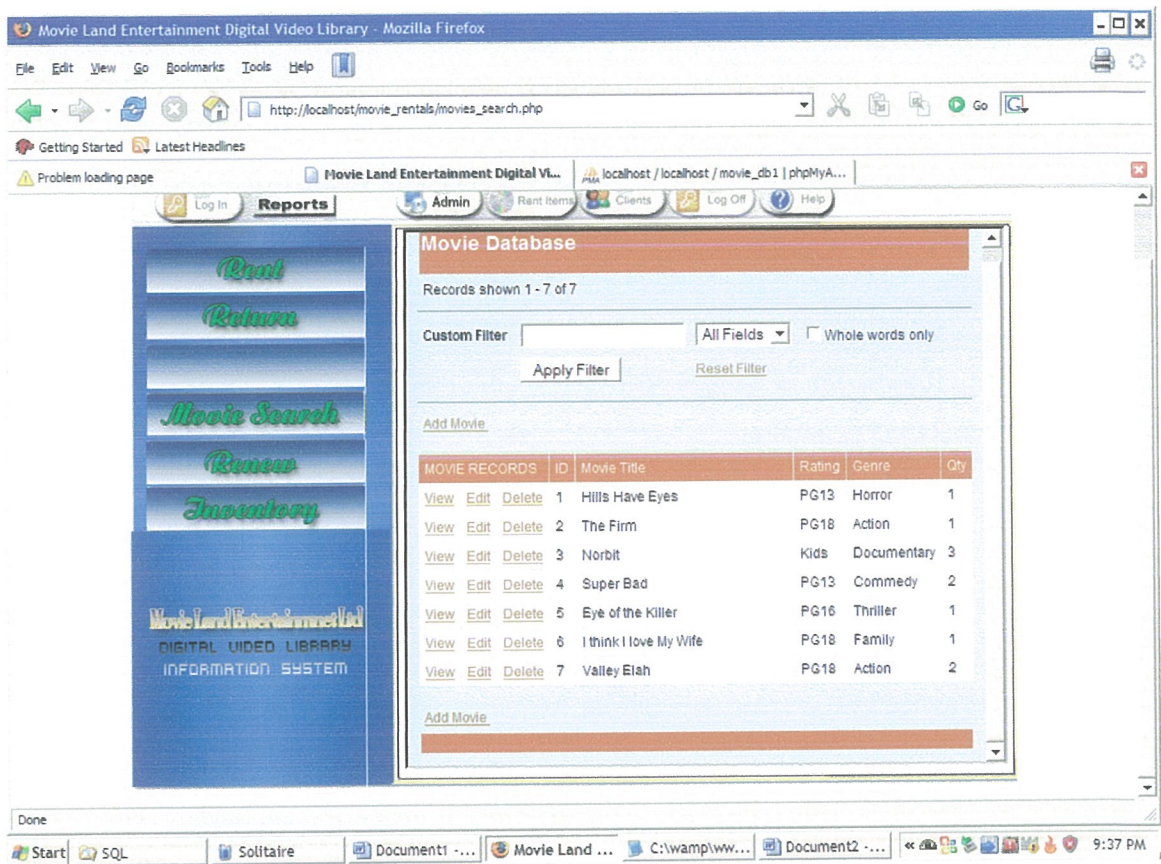 Movie Land Entertainment Digital Video Library - Mozilla Firefox
File Edit View Go Bookmarks Tools Help
http://localhost/movie_rentals/movies_search.php Go
Getting Started Latest Headlines
Problem loading page Movie Land Entertainment Digital Vi... localhost / localhost / movie_db1 | phpMyA...
Log In Reports Admin Rent Items Clients Log Off Help
Rent
Return
Movie Search
Renew
Inventory
Movie Land Entertainmnet Ltd
DIGITAL VIDEO LIBRARY
INFORMATION SYSTEM
Movie Database
Records shown 1 - 7 of 7
Custom Filter All Fields Whole words only
Apply Filter Reset Filter
Add Movie
MOVIE RECORDS ID Movie Title Rating Genre Qty
View Edit Delete 1 Hills Have Eyes PG13 Horror 1
View Edit Delete 2 The Firm PG18 Action 1
View Edit Delete 3 Norbit Kids Documentary 3
View Edit Delete 4 Super Bad PG13 Commedy 2
View Edit Delete 5 Eye of the Killer PG16 Thriller 1
View Edit Delete 6 I think I love My Wife PG18 Family 1
View Edit Delete 7 Valley Elah PG18 Action 2
Add Movie
Done
Start SQL Solitaire Document1 -... Movie Land ... C:\wamp\ww... Document2 -... 9:37 PM